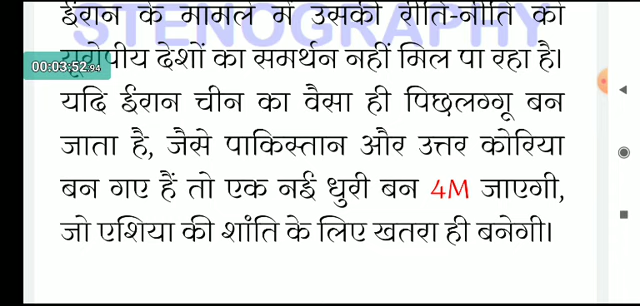 STENOGRAPHY
ईरान के मामले में उसकी रीति-नीति को
यूरोपीय देशों का समर्थन नहीं मिल पा रहा है।
00:03:52.94
यदि ईरान चीन का वैसा ही पिछलग्गू बन
जाता है, जैसे पाकिस्तान और उत्तर कोरिया
बन गए हैं तो एक नई धुरी बन 4M जाएगी,
जो एशिया की शांति के लिए खतरा ही बनेगी।